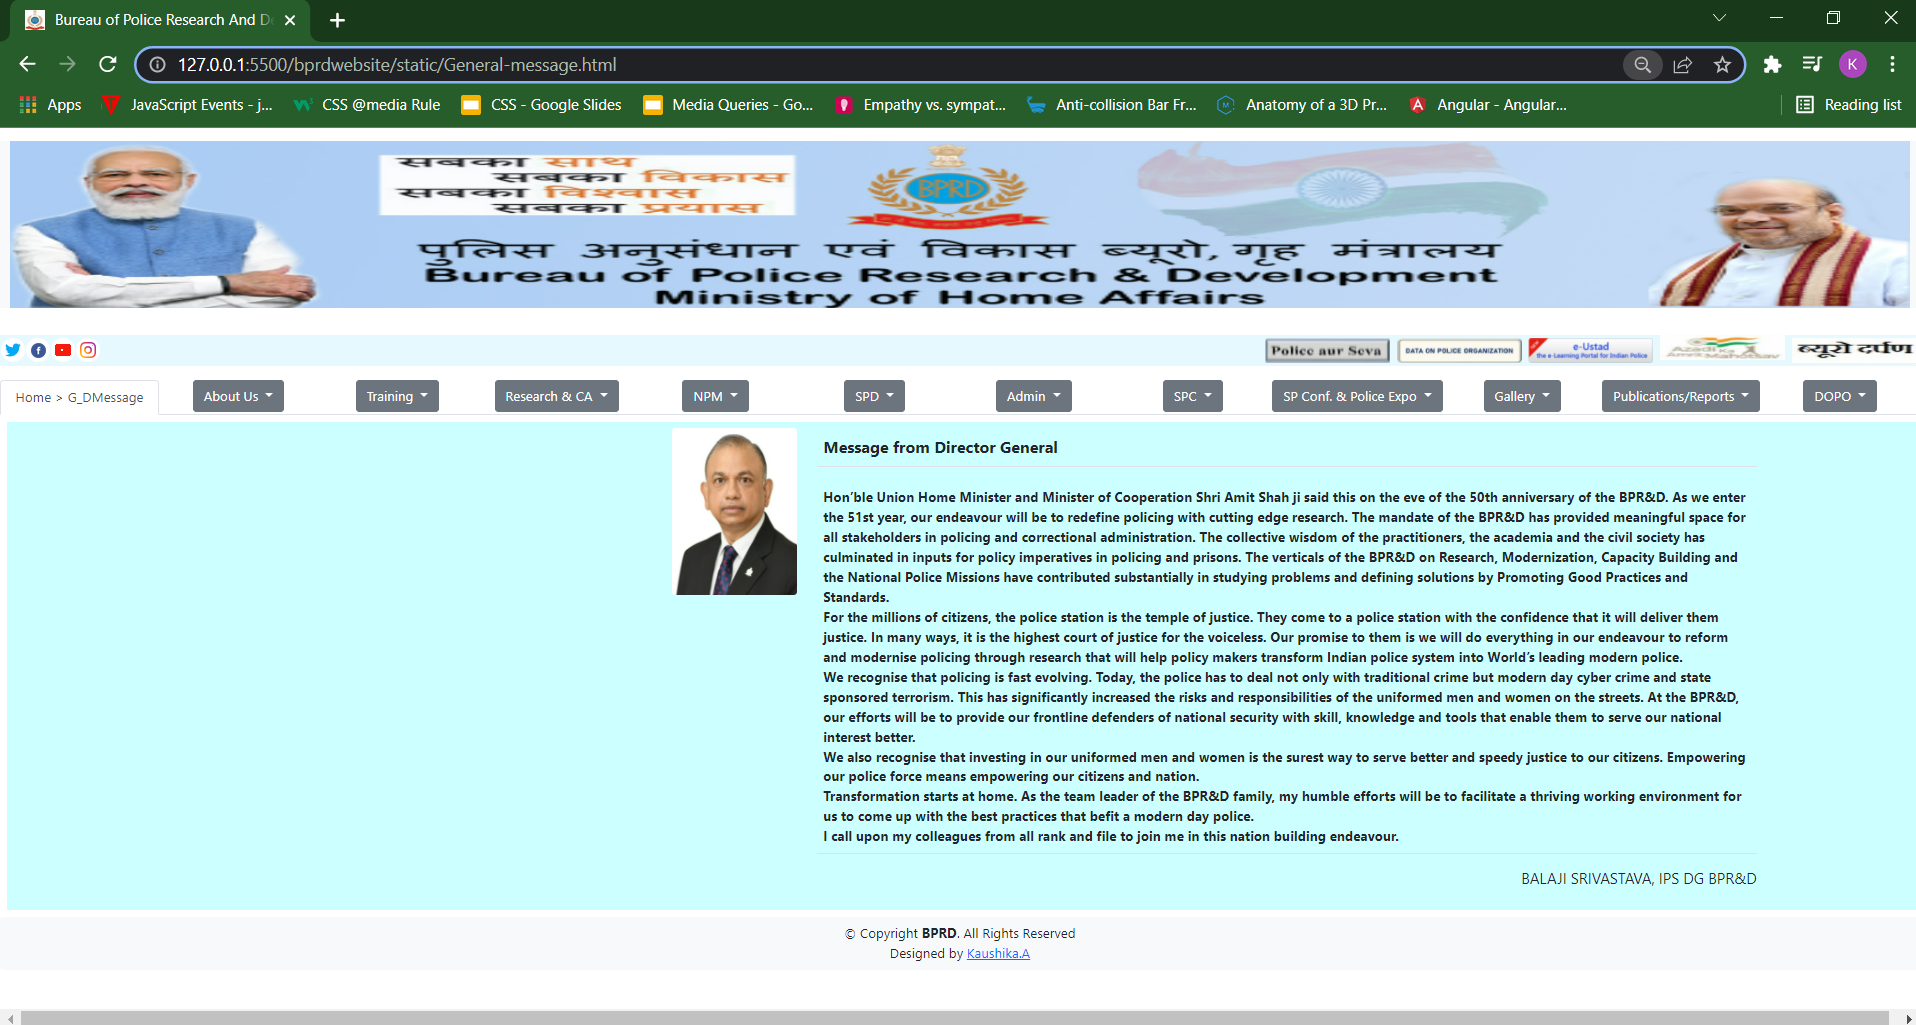 Bureau of Police Research And De
127.0.0.1:5500/bprdwebsite/static/General-message.html
K
Apps
JavaScript Events - j...
CSS @media Rule
CSS - Google Slides
Media Queries - Go...
Empathy vs. sympat...
Anti-collision Bar Fr...
Anatomy of a 3D Pr...
Angular - Angular...
Reading list
सबका साथ
सबका विकास
सबका विश्वास
सबका प्रयास
BPRD
पुलिस अनुसंधान एवं विकास ब्यूरो, गृह मंत्रालय
Bureau of Police Research & Development
Ministry of Home Affairs
Police aur Seva
DATA ON POLICE ORGANIZATION
e-Ustad
the e-Learning Portal for Indian Police
Azadi Ka
Amrit Mahotsav
ब्यूरो दर्पण
Home > G_DMessage
About Us
Training
Research & CA
NPM
SPD
Admin
SPC
SP Conf. & Police Expo
Gallery
Publications/Reports
DOPO
Message from Director General
Hon’ble Union Home Minister and Minister of Cooperation Shri Amit Shah ji said this on the eve of the 50th anniversary of the BPR&D. As we enter
the 51st year, our endeavour will be to redefine policing with cutting edge research. The mandate of the BPR&D has provided meaningful space for
all stakeholders in policing and correctional administration. The collective wisdom of the practitioners, the academia and the civil society has
culminated in inputs for policy imperatives in policing and prisons. The verticals of the BPR&D on Research, Modernization, Capacity Building and
the National Police Missions have contributed substantially in studying problems and defining solutions by Promoting Good Practices and
Standards.
For the millions of citizens, the police station is the temple of justice. They come to a police station with the confidence that it will deliver them
justice. In many ways, it is the highest court of justice for the voiceless. Our promise to them is we will do everything in our endeavour to reform
and modernise policing through research that will help policy makers transform Indian police system into World’s leading modern police.
We recognise that policing is fast evolving. Today, the police has to deal not only with traditional crime but modern day cyber crime and state
sponsored terrorism. This has significantly increased the risks and responsibilities of the uniformed men and women on the streets. At the BPR&D,
our efforts will be to provide our frontline defenders of national security with skill, knowledge and tools that enable them to serve our national
interest better.
We also recognise that investing in our uniformed men and women is the surest way to serve better and speedy justice to our citizens. Empowering
our police force means empowering our citizens and nation.
Transformation starts at home. As the team leader of the BPR&D family, my humble efforts will be to facilitate a thriving working environment for
us to come up with the best practices that befit a modern day police.
I call upon my colleagues from all rank and file to join me in this nation building endeavour.
BALAJI SRIVASTAVA, IPS DG BPR&D
© Copyright BPRD. All Rights Reserved
Designed by Kaushika.A